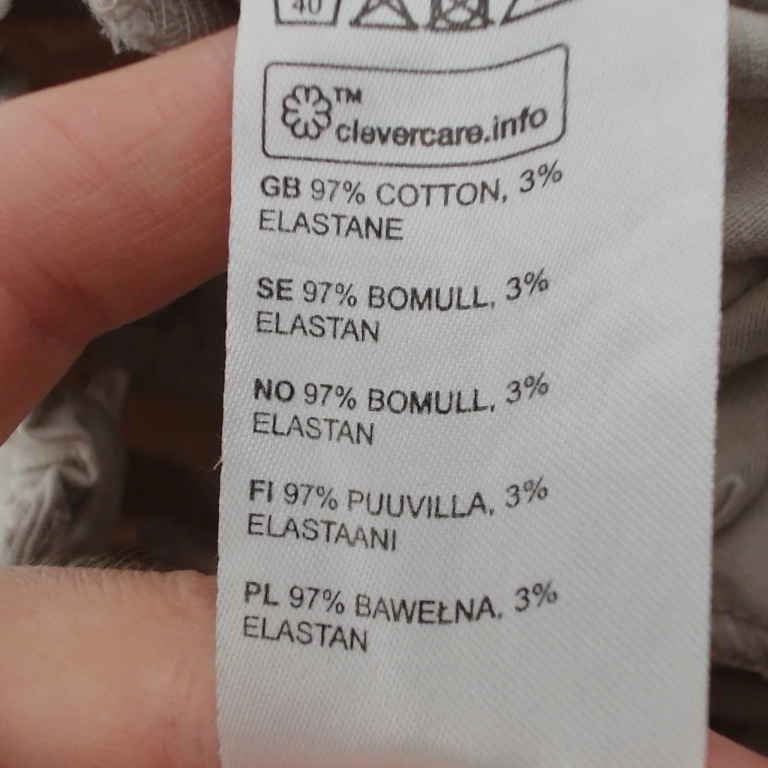 40
TM
clevercare.info
GB 97% COTTON, 3%
ELASTANE
SE 97% BOMULL, 3%
ELASTAN
NO 97% BOMULL, 3%
ELASTAN
FI 97% PUUVILLA, 3%
ELASTAANI
PL 97% BAWEŁNA, 3%
ELASTAN